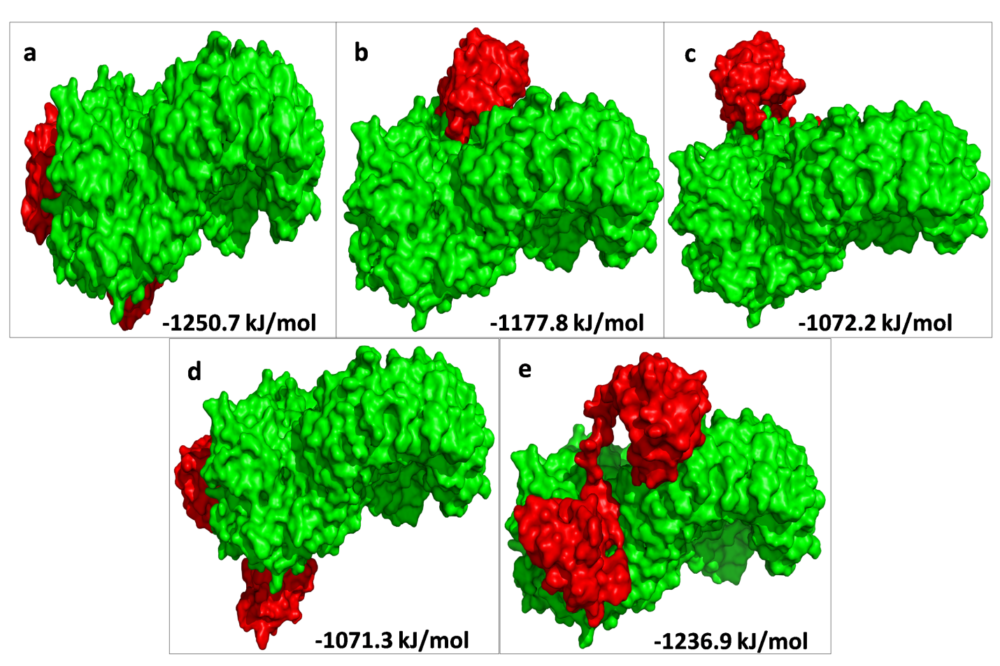 a
b
c
-1250.7 kJ/mol
-1177.8 kJ/mol
-1072.2 kJ/mol
d
e
-1071.3 kJ/mol
-1236.9 kJ/mol